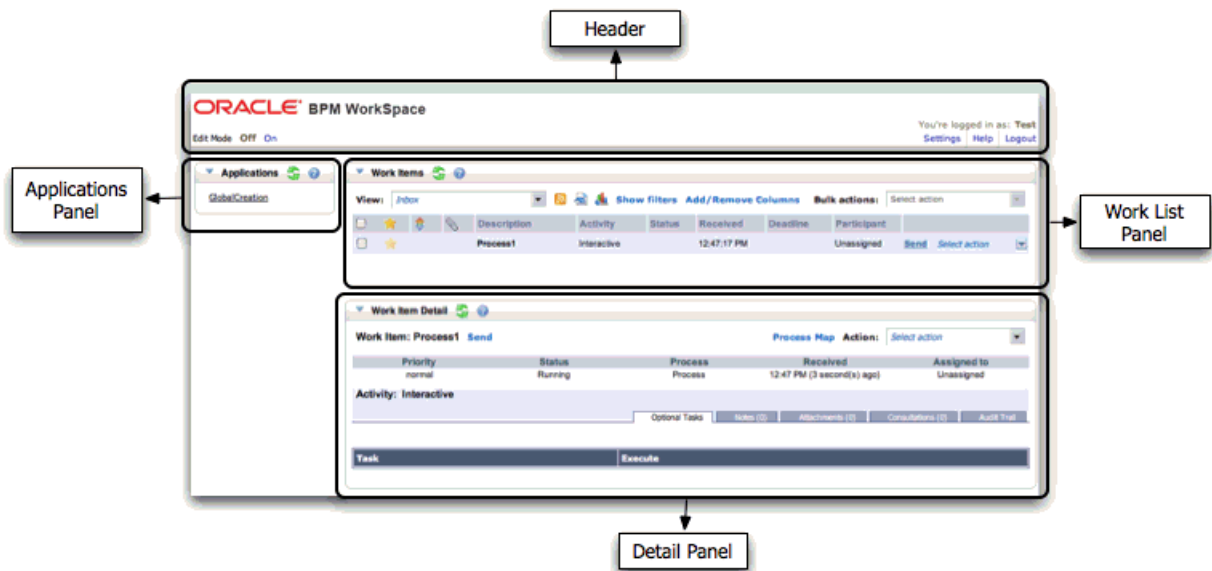 Header
ORACLE BPM WorkSpace
You're logged in as: Test
Edit Mode Off On
Settings Help Logout
Applications
Panel
Applications
GlobalCreation
Work Items
View: Inbox Show filters Add/Remove Columns Bulk actions: Select action
Description Activity Status Received Deadline Participant
Process1 Interactive 12:47:17 PM Unassigned Send Select action
Work List
Panel
Work Item Detail
Work Item: Process1 Send Process Map Action: Select action
Priority Status Process Received Assigned to
normal Running Process 12:47 PM (3 second(s) ago) Unassigned
Activity: Interactive
Optional Tasks Notes (0) Attachments (0) Consultations (0) Audit Trail
Task Execute
Detail Panel